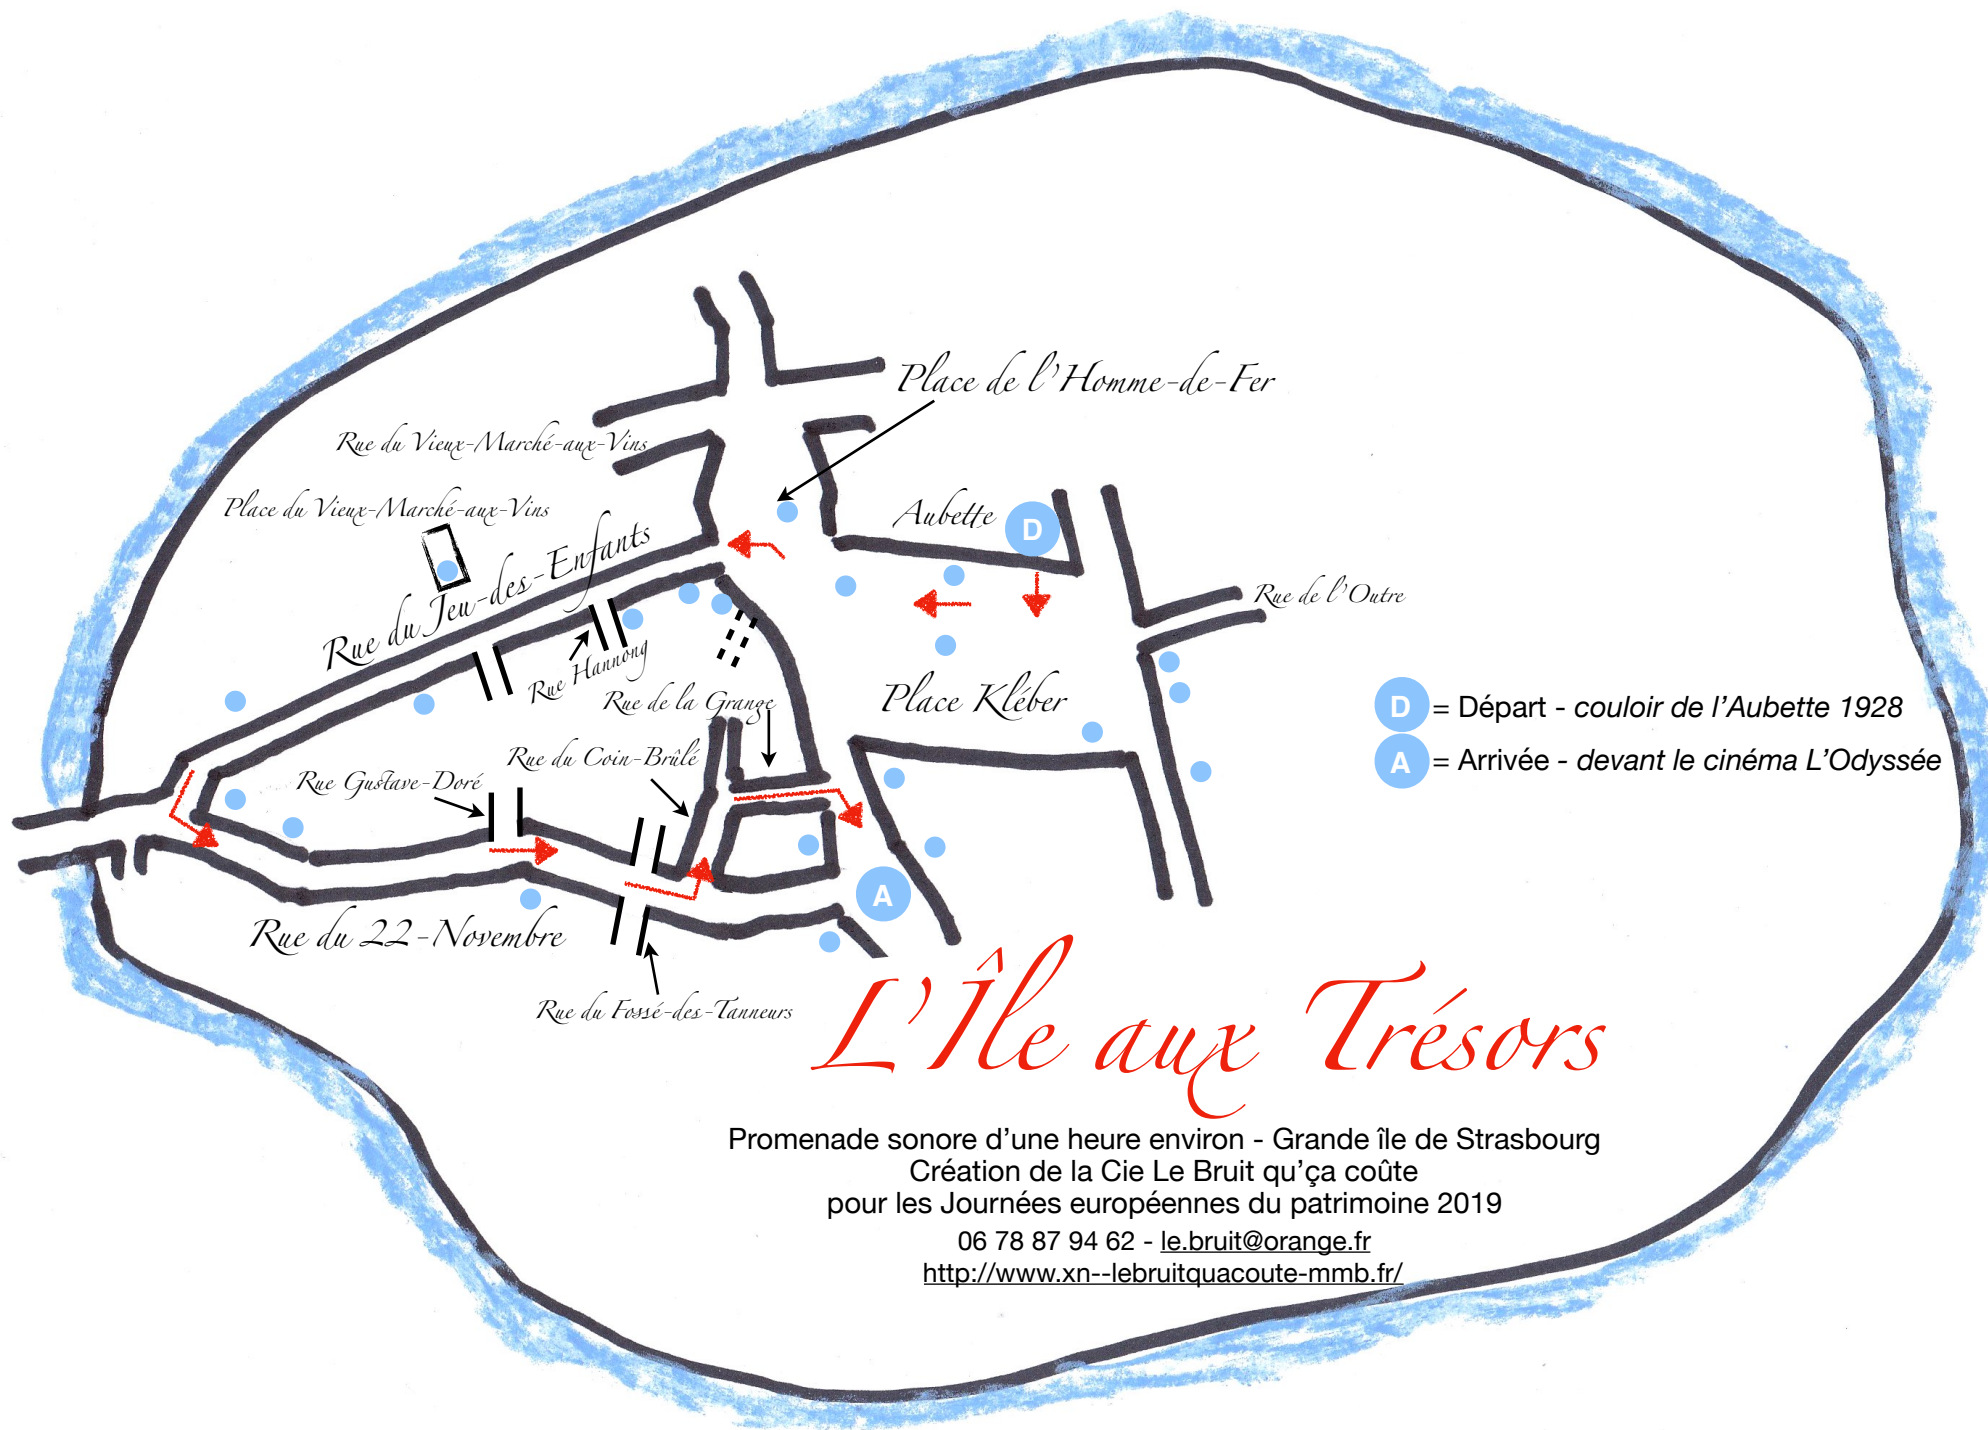 Place de l'Homme-de-Fer
Rue du Vieux-Marché-aux-Vins
Place du Vieux-Marché-aux-Vins
Aubette
D
Rue du Jeu-des-Enfants
Rue de l'Outre
Rue Hannong
Rue de la Grange
Place Kléber
D = Départ - couloir de l'Aubette 1928
A = Arrivée - devant le cinéma L'Odyssée
Rue du Coin-Brûlé
Rue Gustave-Doré
A
Rue du 22-Novembre
Rue du Fossé-des-Tanneurs
L'Île aux Trésors
Promenade sonore d'une heure environ - Grande île de Strasbourg
Création de la Cie Le Bruit qu'ça coûte
pour les Journées européennes du patrimoine 2019
06 78 87 94 62 - le.bruit@orange.fr
http://www.xn--lebruitquacoute-mmb.fr/